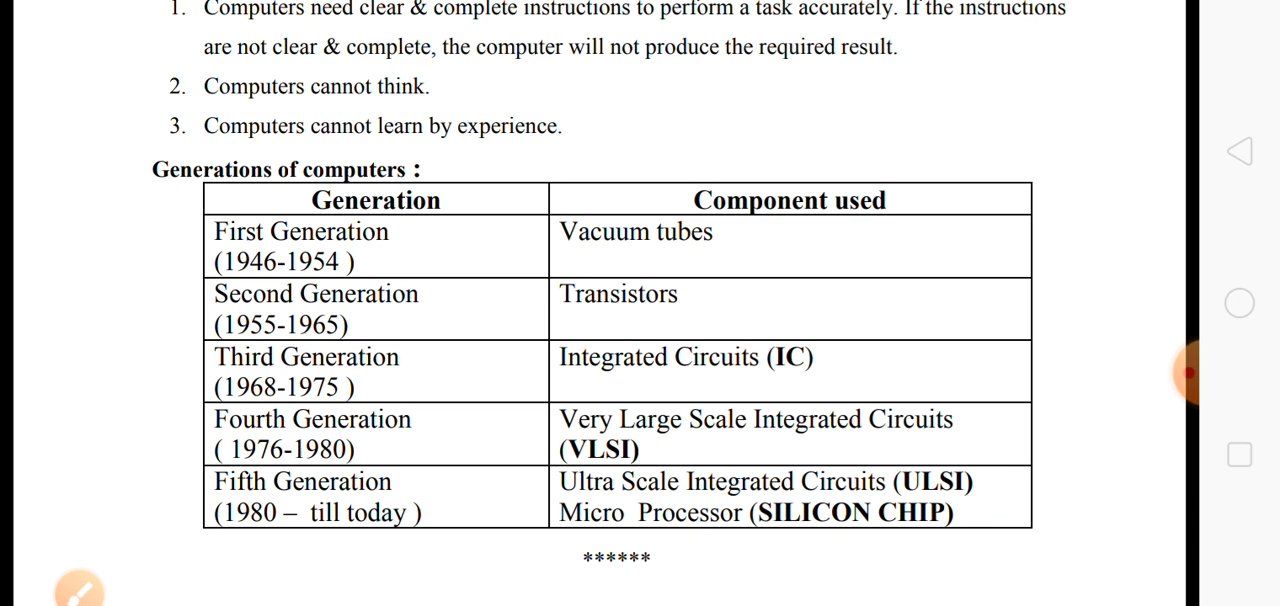 1. Computers need clear & complete instructions to perform a task accurately. If the instructions
are not clear & complete, the computer will not produce the required result.
2. Computers cannot think.
3. Computers cannot learn by experience.
Generations of computers :
Generation Component used
First Generation Vacuum tubes
(1946-1954 )
Second Generation Transistors
(1955-1965)
Third Generation Integrated Circuits (IC)
(1968-1975 )
Fourth Generation Very Large Scale Integrated Circuits
( 1976-1980) (VLSI)
Fifth Generation Ultra Scale Integrated Circuits (ULSI)
(1980 – till today ) Micro Processor (SILICON CHIP)
******